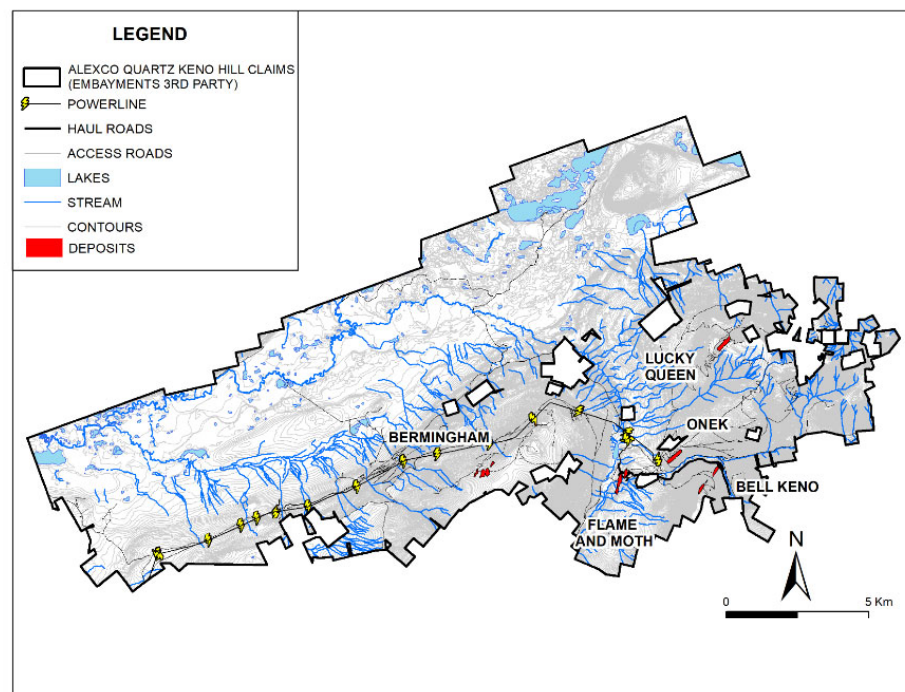 LEGEND
ALEXCO QUARTZ KENO HILL CLAIMS
(EMBAYMENTS 3RD PARTY)
POWERLINE
HAUL ROADS
ACCESS ROADS
LAKES
STREAM
CONTOURS
DEPOSITS
LUCKY
QUEEN
ONEK
BERMINGHAM
BELL KENO
FLAME
AND MOTH
N
0 5 Km